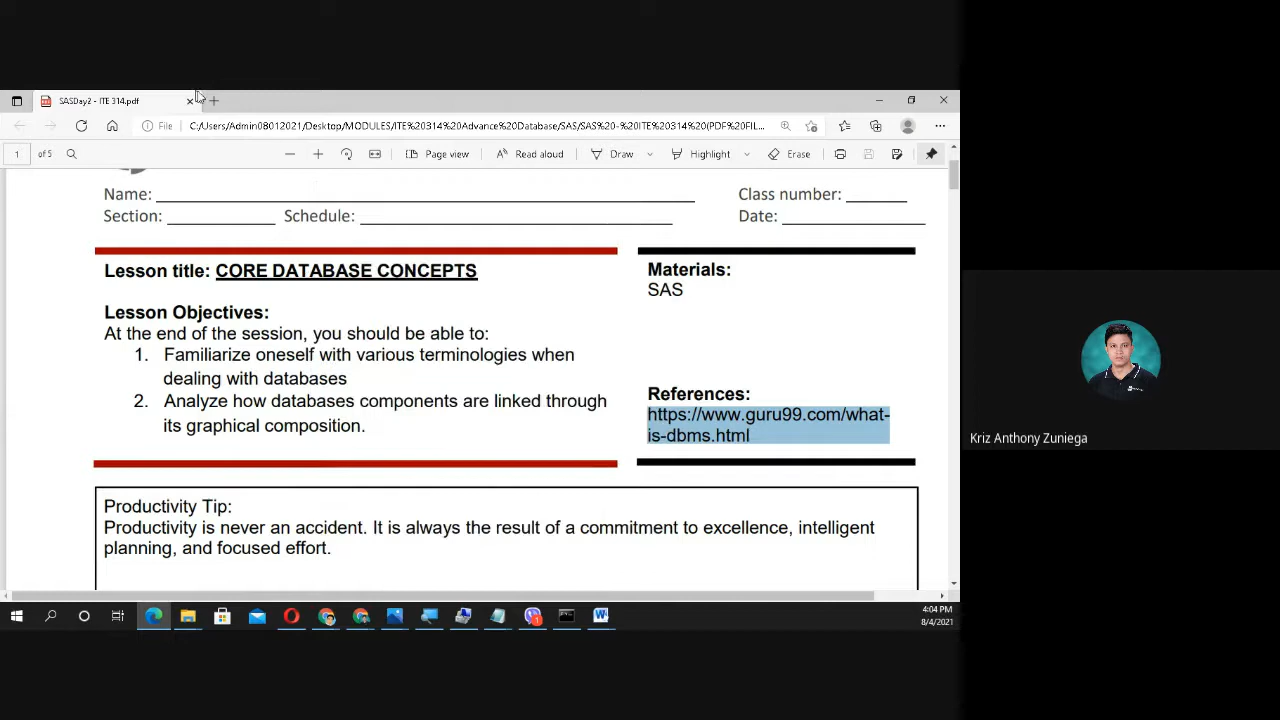 SASDay2 - ITE 314.pdf
File C:/Users/Admin08012021/Desktop/MODULES/ITE%20314%20Advance%20Database/SAS/SAS%20-%20ITE%20314%20(PDF%20FIL...
1 of 5 Page view Read aloud Draw Highlight Erase
Name: Class number:
Section: Schedule: Date:
Lesson title: CORE DATABASE CONCEPTS
Lesson Objectives:
At the end of the session, you should be able to:
1. Familiarize oneself with various terminologies when
dealing with databases
2. Analyze how databases components are linked through
its graphical composition.
Materials:
SAS
References:
https://www.guru99.com/what-
is-dbms.html
Productivity Tip:
Productivity is never an accident. It is always the result of a commitment to excellence, intelligent
planning, and focused effort.
Kriz Anthony Zuniega
1
4:04 PM
8/4/2021